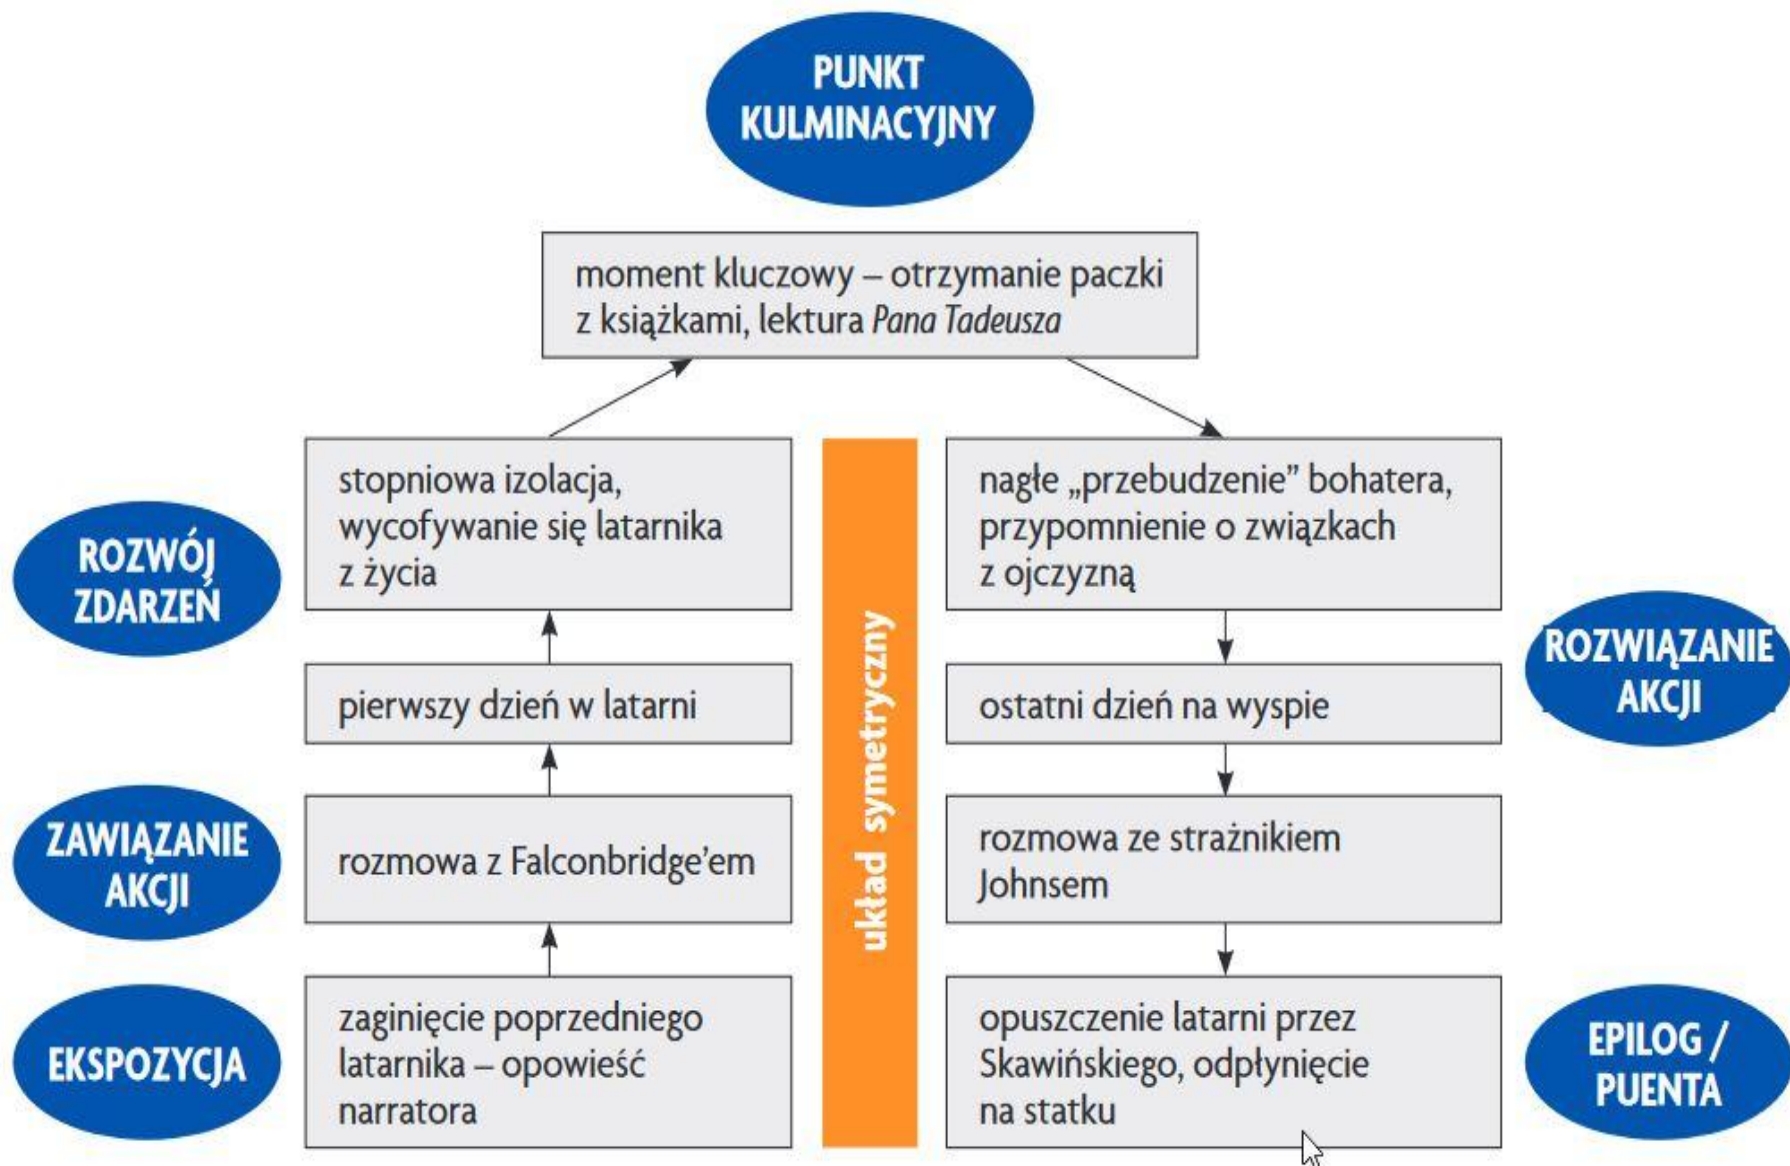 PUNKT
KULMINACYJNY
moment kluczowy – otrzymanie paczki
z książkami, lektura Pana Tadeusza
ROZWÓJ
ZDARZEŃ
stopniowa izolacja,
wycofywanie się latarnika
z życia
pierwszy dzień w latarni
ZAWIĄZANIE
AKCJI
rozmowa z Falconbridge’em
EKSPOZYCJA
zaginięcie poprzedniego
latarnika – opowieść
narratora
układ symetryczny
nagłe „przebudzenie” bohatera,
przypomnienie o związkach
z ojczyzną
ostatni dzień na wyspie
ROZWIĄZANIE
AKCJI
rozmowa ze strażnikiem
Johnsem
opuszczenie latarni przez
Skawińskiego, odpłynięcie
na statku
EPILOG /
PUENTA